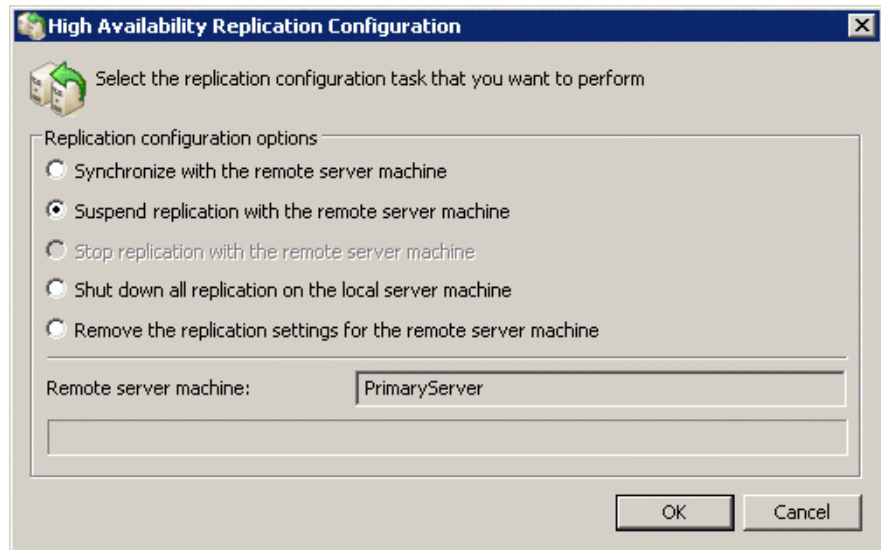 High Availability Replication Configuration
Select the replication configuration task that you want to perform
Replication configuration options
Synchronize with the remote server machine
Suspend replication with the remote server machine
Stop replication with the remote server machine
Shut down all replication on the local server machine
Remove the replication settings for the remote server machine
Remote server machine: PrimaryServer
OK Cancel